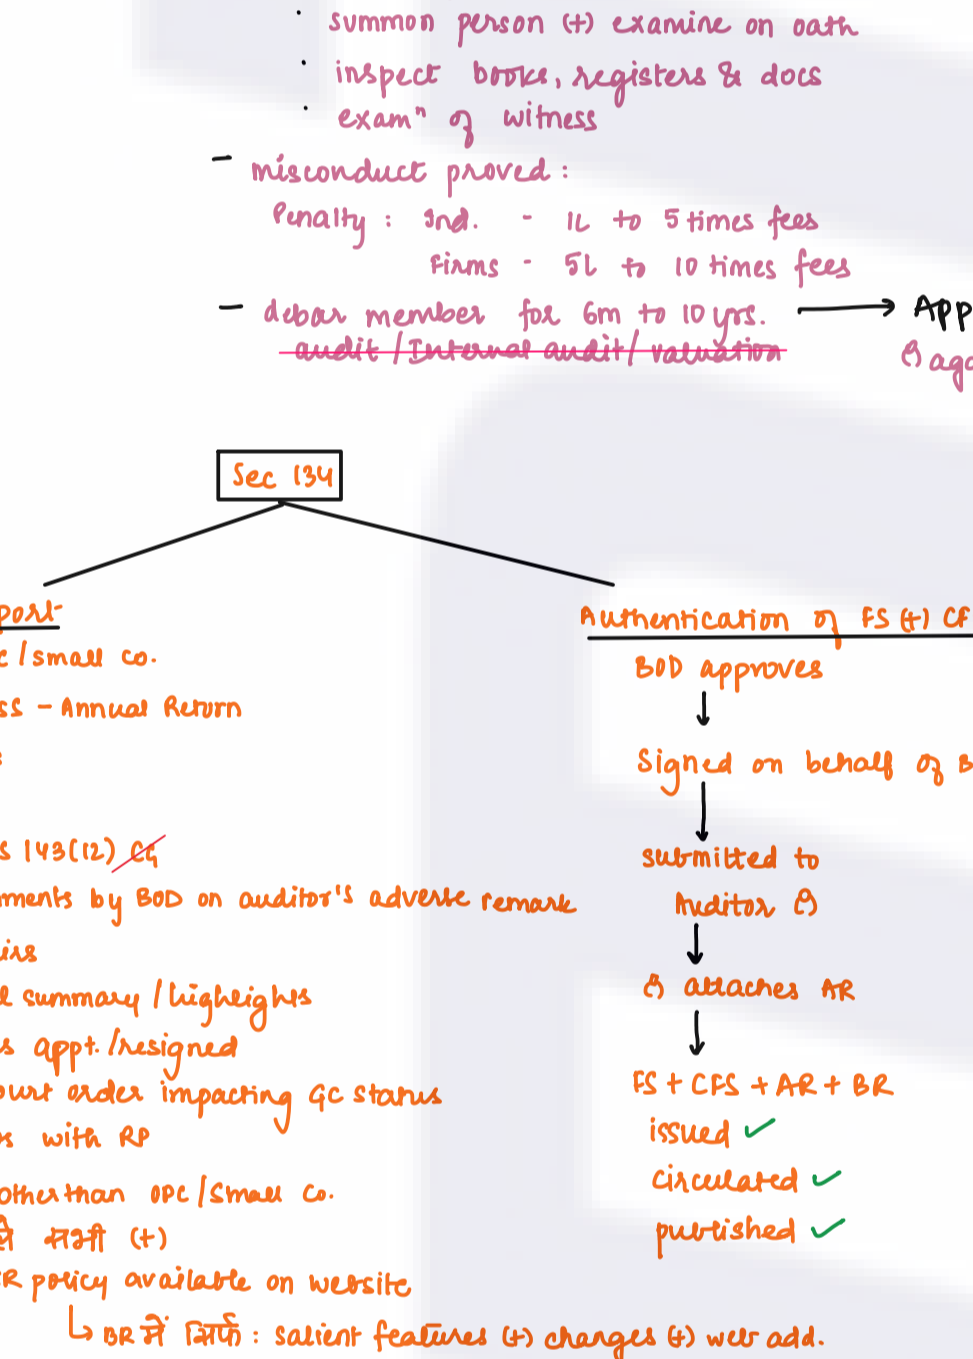 · summon person (+) examine on oath
· inspect books, registers & docs
· examⁿ of witness
- misconduct proved :
Penalty : Ind. - 1L to 5 times fees
Firms - 5L to 10 times fees
- debar member for 6m to 10 yrs. → App
audit / Internal audit / valuation
aga
Sec 134
port
c / small co.
ss - Annual Return
s 143(12) CG
mments by BOD on auditor's adverse remark
irs
l summary / highlights
s appt. / resigned
ourt order impacting GC status
s with RP
other than OPC / Small Co.
सभी (+)
R policy available on website
↳ BR में सिर्फ : salient features (+) changes (+) web add.
Authentication of FS (+) CF
BOD approves
↓
Signed on behalf of B
↓
submitted to
Auditor
↓
attaches AR
↓
FS + CFS + AR + BR
issued ✓
circulated ✓
published ✓